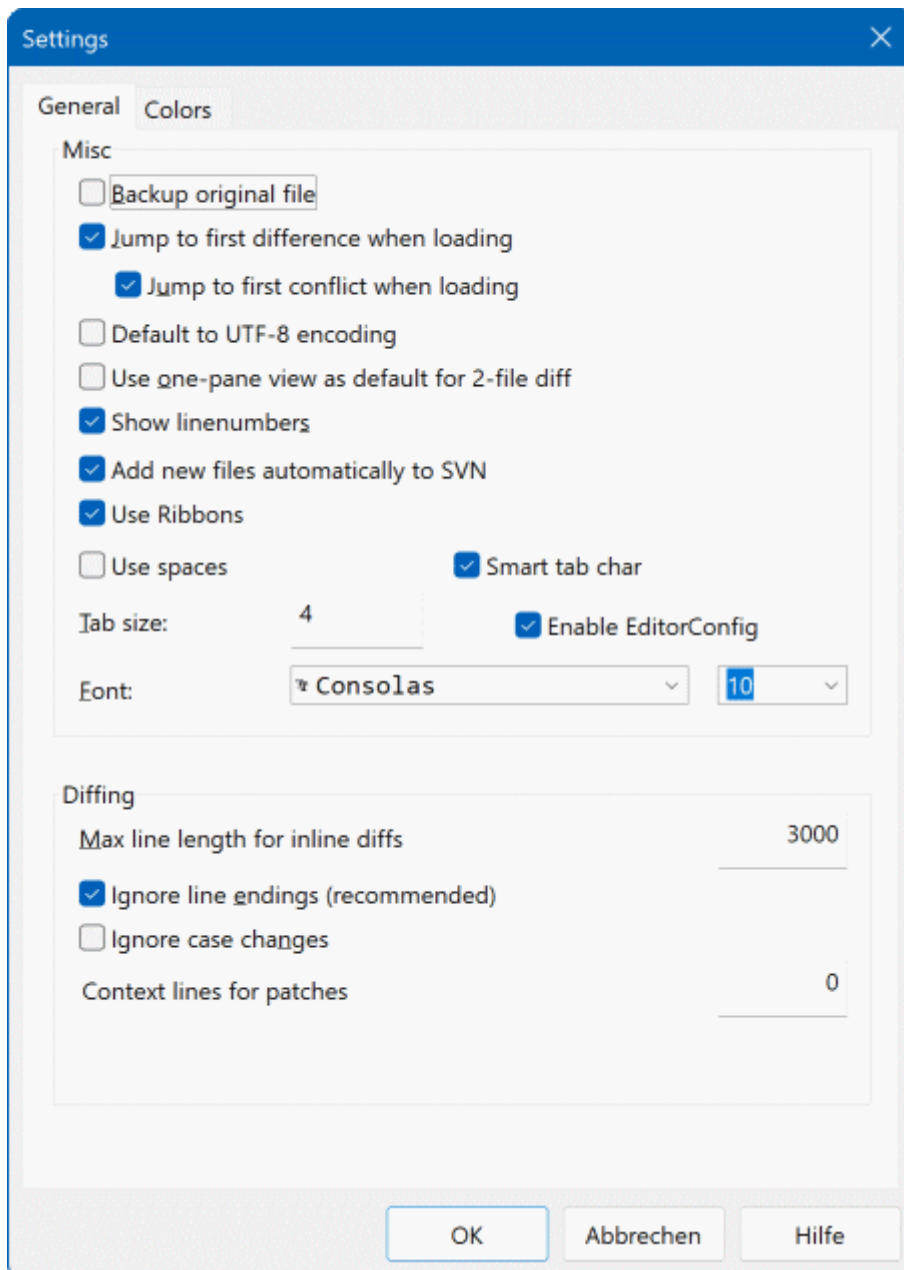 Settings
General Colors
Misc
Backup original file
Jump to first difference when loading
Jump to first conflict when loading
Default to UTF-8 encoding
Use one-pane view as default for 2-file diff
Show linenumbers
Add new files automatically to SVN
Use Ribbons
Use spaces Smart tab char
Tab size: 4 Enable EditorConfig
Font: Consolas 10
Diffing
Max line length for inline diffs 3000
Ignore line endings (recommended)
Ignore case changes
Context lines for patches 0
OK Abbrechen Hilfe